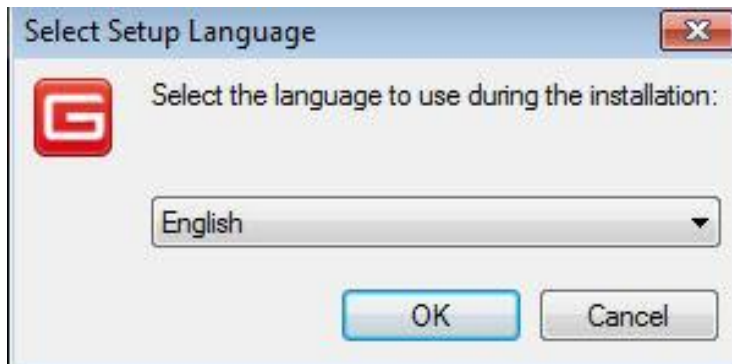 Select Setup Language
Select the language to use during the installation:
English
OK Cancel